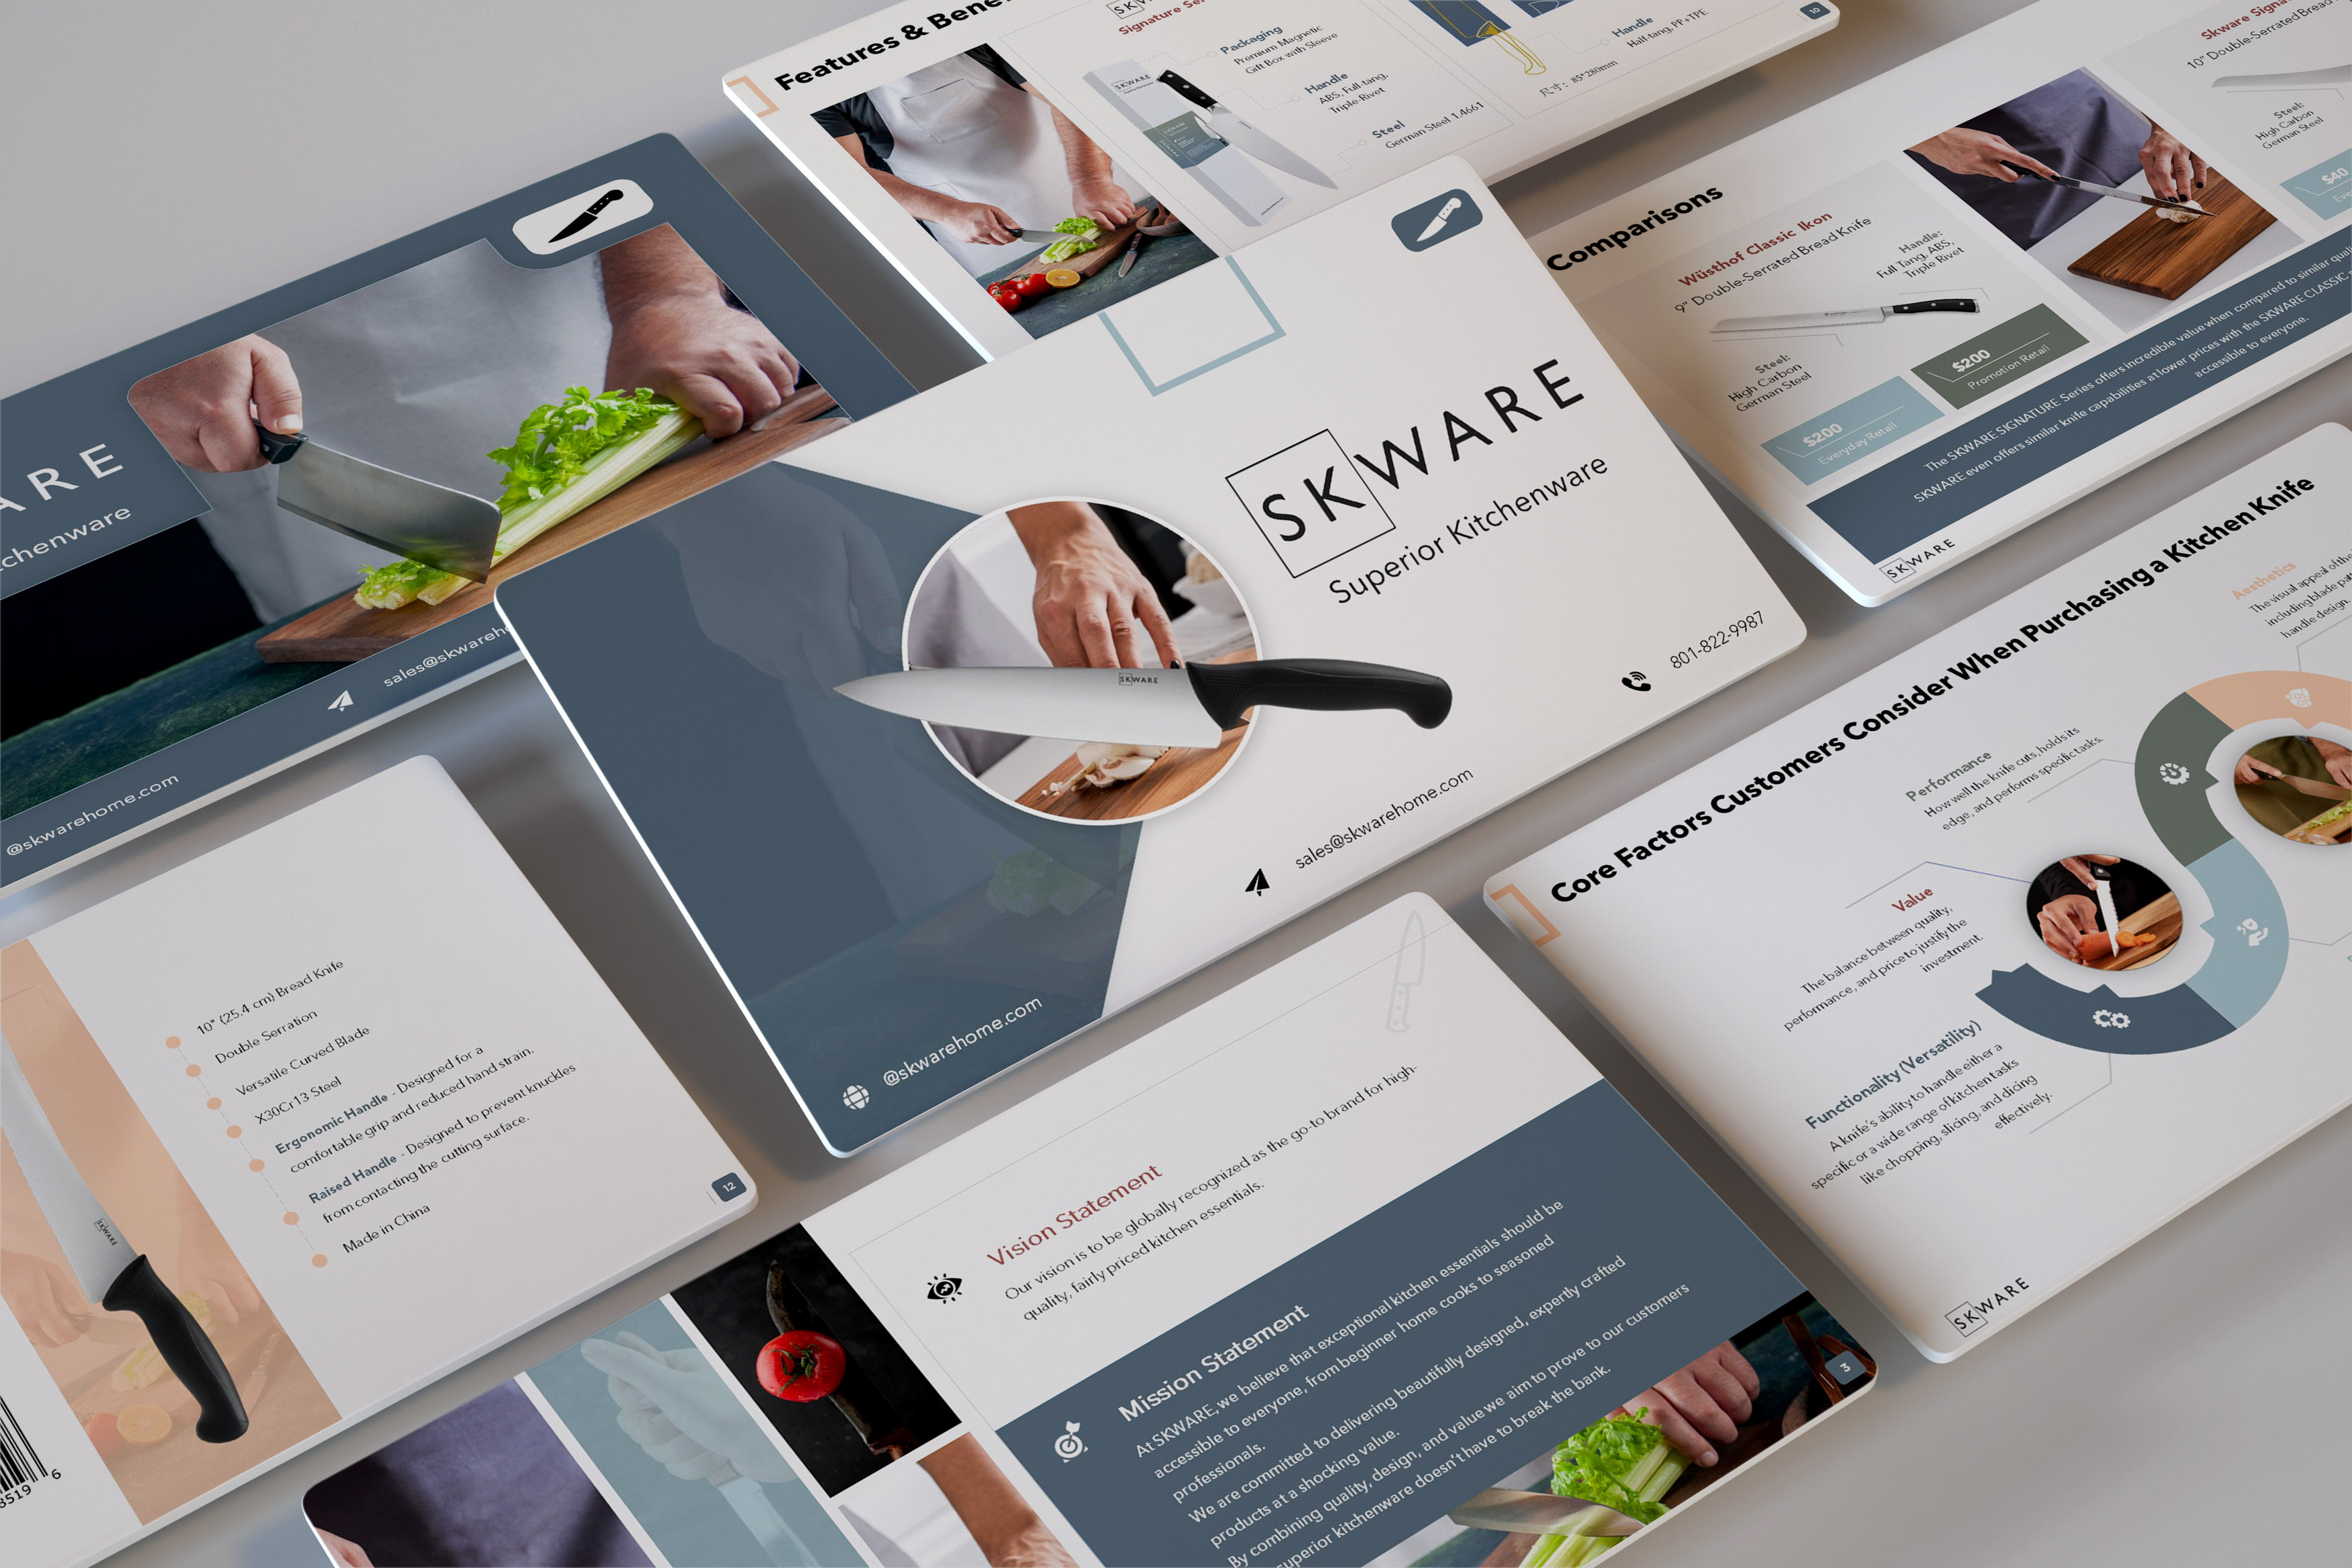 Features & Bene
SKW
Signature Se
Packaging
Premium Magnetic
Gift Box with Sleeve
Handle
ABS, Full-tang,
Triple-Rivet
Steel
German Steel 1.4661
SKWARE
Handle
Half-tang, PP+TPE
尺寸: 85*280mm
10
Comparisons
Wüsthof Classic Ikon
9" Double-Serrated Bread Knife
Handle:
Full Tang, ABS,
Triple Rivet
Steel:
High Carbon
German Steel
$200
Everyday Retail
$200
Promotion Retail
Skware Signa
10" Double-Serrated Bread
Steel:
High Carbon
German Steel
$40
Eve
The SKWARE SIGNATURE Series offers incredible value when compared to similar
SKWARE even offers similar knife capabilities at lower prices with the SKWARE CLASSIC
accessible to everyone.
SKWARE
ARE
tchenware
sales@skwareh
@skwarehome.com
SKWARE
Superior Kitchenware
SKWARE
801-822-9987
sales@skwarehome.com
@skwarehome.com
Core Factors Customers Consider When Purchasing a Kitchen Knife
Aesthetics
The visual appeal of the
including blade pa
handle design.
Performance
How well the knife cuts, holds its
edge, and performs specific tasks.
Value
The balance between quality,
performance, and price to justify the
investment.
Functionality (Versatility)
A knife's ability to handle either a
specific or a wide range of kitchen tasks
like chopping, slicing, and dicing
effectively.
SKWARE
10" (25.4 cm) Bread Knife
Double Serration
Versatile Curved Blade
X30Cr13 Steel
Ergonomic Handle - Designed for a
comfortable grip and reduced hand strain.
Raised Handle - Designed to prevent knuckles
from contacting the cutting surface.
Made in China
SKWARE
12
8519
6
Vision Statement
Our vision is to be globally recognized as the go-to brand for high-
quality, fairly priced kitchen essentials.
Mission Statement
At SKWARE, we believe that exceptional kitchen essentials should be
accessible to everyone, from beginner home cooks to seasoned
professionals.
We are committed to delivering beautifully designed, expertly crafted
products at a shocking value.
By combining quality, design, and value we aim to prove to our customers
superior kitchenware doesn't have to break the bank.
3